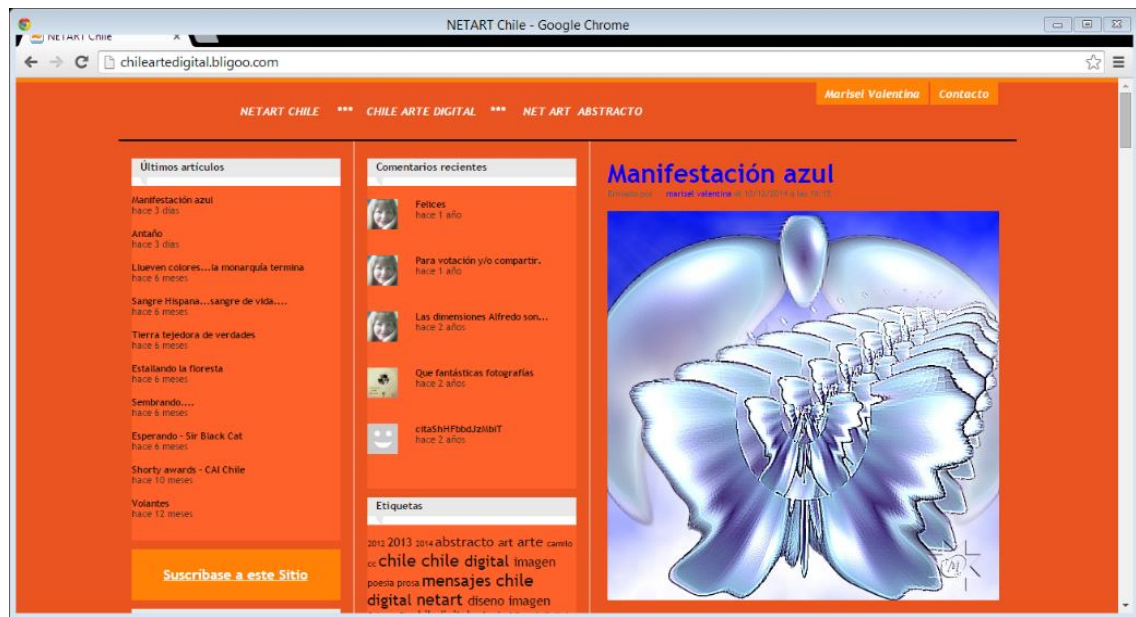 NETART Chile - Google Chrome
NETART Chile
chileartedigital.bligoo.com
Marisel Valentina Contacto
NETART CHILE *** CHILE ARTE DIGITAL *** NET ART ABSTRACTO
Últimos artículos
Manifestación azul
hace 3 días
Antaño
hace 3 días
Llueven colores...la monarquía termina
hace 6 meses
Sangre Hispana...sangre de vida....
hace 6 meses
Tierra tejedora de verdades
hace 6 meses
Estallando la floresta
hace 6 meses
Sembrando....
hace 6 meses
Esperando - Sir Black Cat
hace 6 meses
Shorty awards - CAI Chile
hace 10 meses
Volantes
hace 12 meses
Suscríbase a este Sitio
Comentarios recientes
Felices
hace 1 año
Para votación y/o compartir.
hace 1 año
Las dimensiones Alfredo son...
hace 2 años
Que fantásticas fotografías
hace 2 años
citaShHFbbdJzMbiT
hace 2 años
Etiquetas
2012 2013 2014 abstracto art arte camilo
cc chile chile digital imagen
poesia prosa mensajes chile
digital netart diseno imagen
Manifestación azul
Enviado por marisel valentina el 10/12/2014 a las